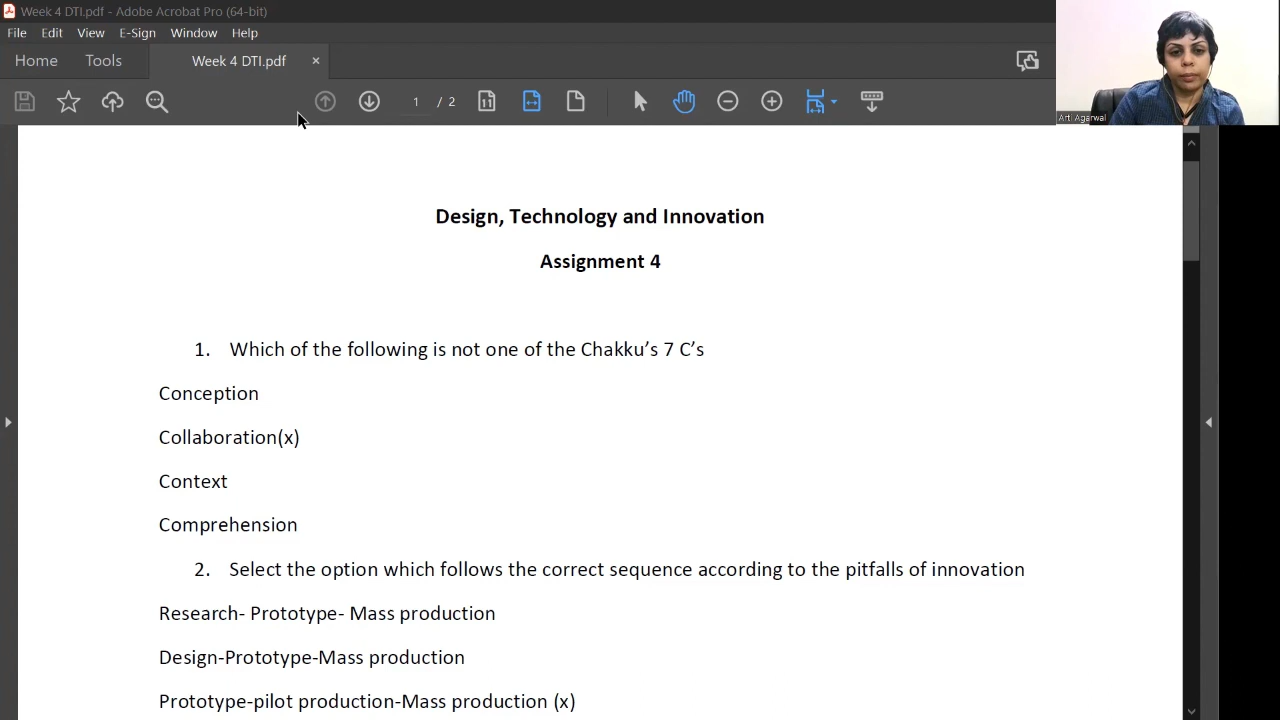 Week 4 DTI.pdf - Adobe Acrobat Pro (64-bit)
File Edit View E-Sign Window Help
Home Tools Week 4 DTI.pdf ×
1 / 2
Arti Agarwal
Design, Technology and Innovation
Assignment 4
1. Which of the following is not one of the Chakku’s 7 C’s
Conception
Collaboration(x)
Context
Comprehension
2. Select the option which follows the correct sequence according to the pitfalls of innovation
Research- Prototype- Mass production
Design-Prototype-Mass production
Prototype-pilot production-Mass production (x)